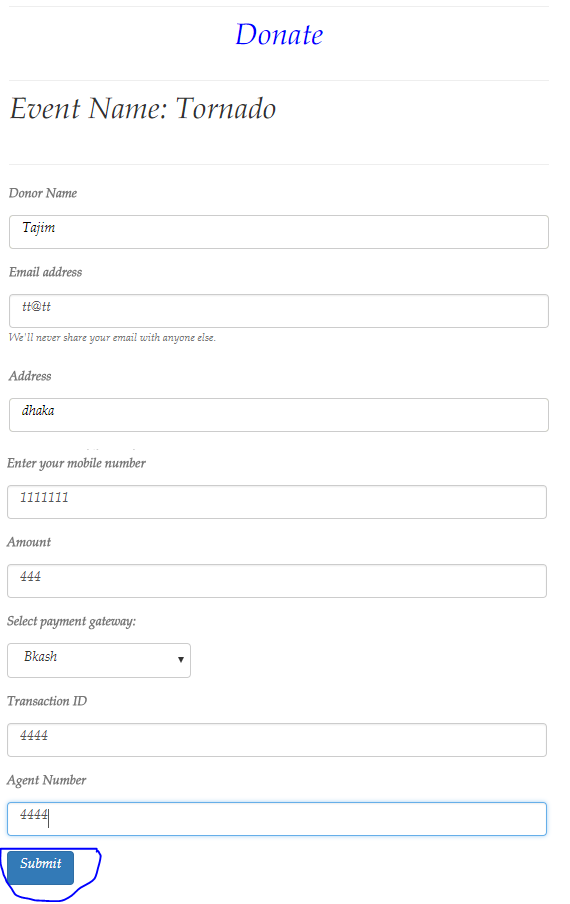 Donate
Event Name: Tornado
Donor Name
Tajim
Email address
tt@tt
We'll never share your email with anyone else.
Address
dhaka
Enter your mobile number
1111111
Amount
444
Select payment gateway:
Bkash
Transaction ID
4444
Agent Number
4444
Submit